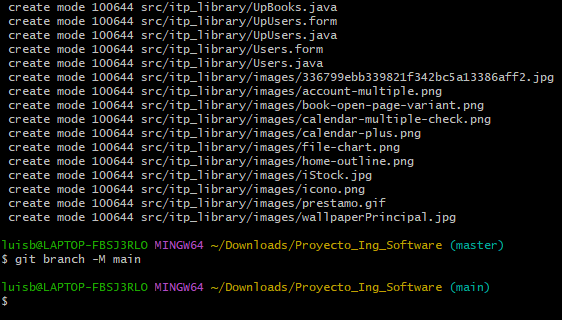 create mode 100644 src/itp_library/UpBooks.java
create mode 100644 src/itp_library/UpUsers.form
create mode 100644 src/itp_library/UpUsers.java
create mode 100644 src/itp_library/Users.form
create mode 100644 src/itp_library/Users.java
create mode 100644 src/itp_library/images/336799ebb339821f342bc5a13386aff2.jpg
create mode 100644 src/itp_library/images/account-multiple.png
create mode 100644 src/itp_library/images/book-open-page-variant.png
create mode 100644 src/itp_library/images/calendar-multiple-check.png
create mode 100644 src/itp_library/images/calendar-plus.png
create mode 100644 src/itp_library/images/file-chart.png
create mode 100644 src/itp_library/images/home-outline.png
create mode 100644 src/itp_library/images/iStock.jpg
create mode 100644 src/itp_library/images/icono.png
create mode 100644 src/itp_library/images/prestamo.gif
create mode 100644 src/itp_library/images/wallpaperPrincipal.jpg
luisb@LAPTOP-FBSJ3RLO MINGW64 ~/Downloads/Proyecto_Ing_Software (master)
$ git branch -M main
luisb@LAPTOP-FBSJ3RLO MINGW64 ~/Downloads/Proyecto_Ing_Software (main)
$